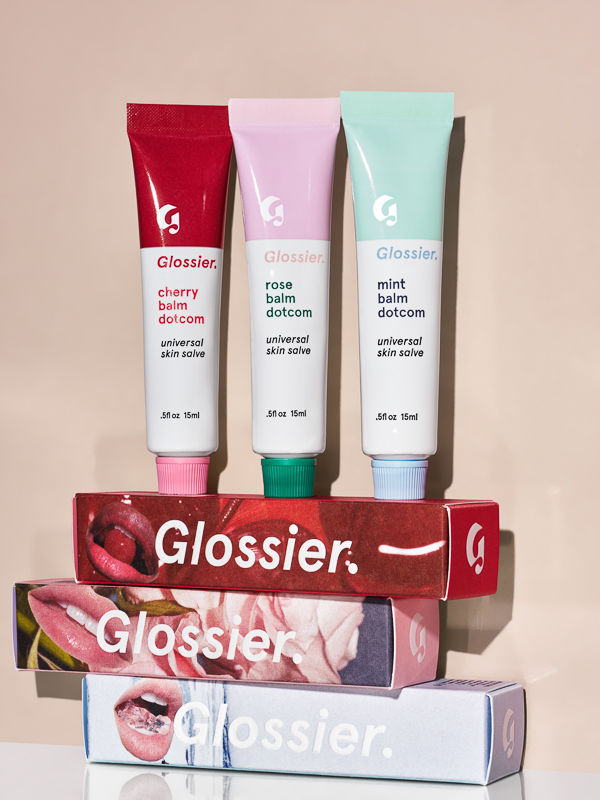 G
Glossier.
cherry
balm
dotcom
universal
skin salve
.5fl oz 15ml
G
Glossier.
rose
balm
dotcom
universal
skin salve
.5fl oz 15ml
G
Glossier.
mint
balm
dotcom
universal
skin salve
.5fl oz 15ml
Glossier.
G
Glossier.
G
Glossier.
G